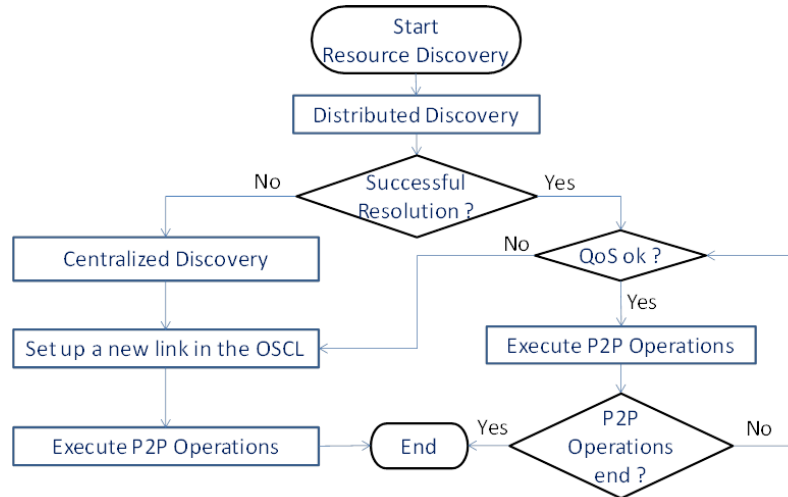 Start
Resource Discovery
Distributed Discovery
No
Successful
Resolution ?
Yes
Centralized Discovery
No
QoS ok ?
Yes
Set up a new link in the OSCL
Execute P2P Operations
Execute P2P Operations
End
Yes
P2P
Operations
end ?
No